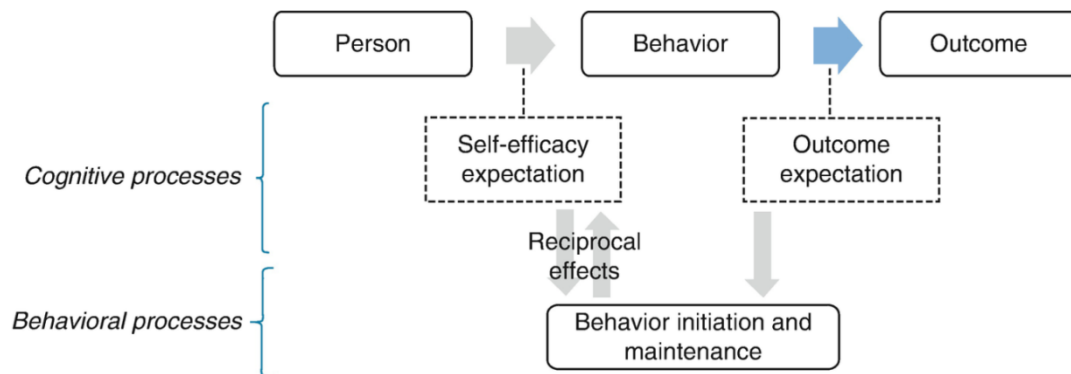 Person
Behavior
Outcome
Self-efficacy
expectation
Outcome
expectation
Cognitive processes
Reciprocal
effects
Behavioral processes
Behavior initiation and
maintenance